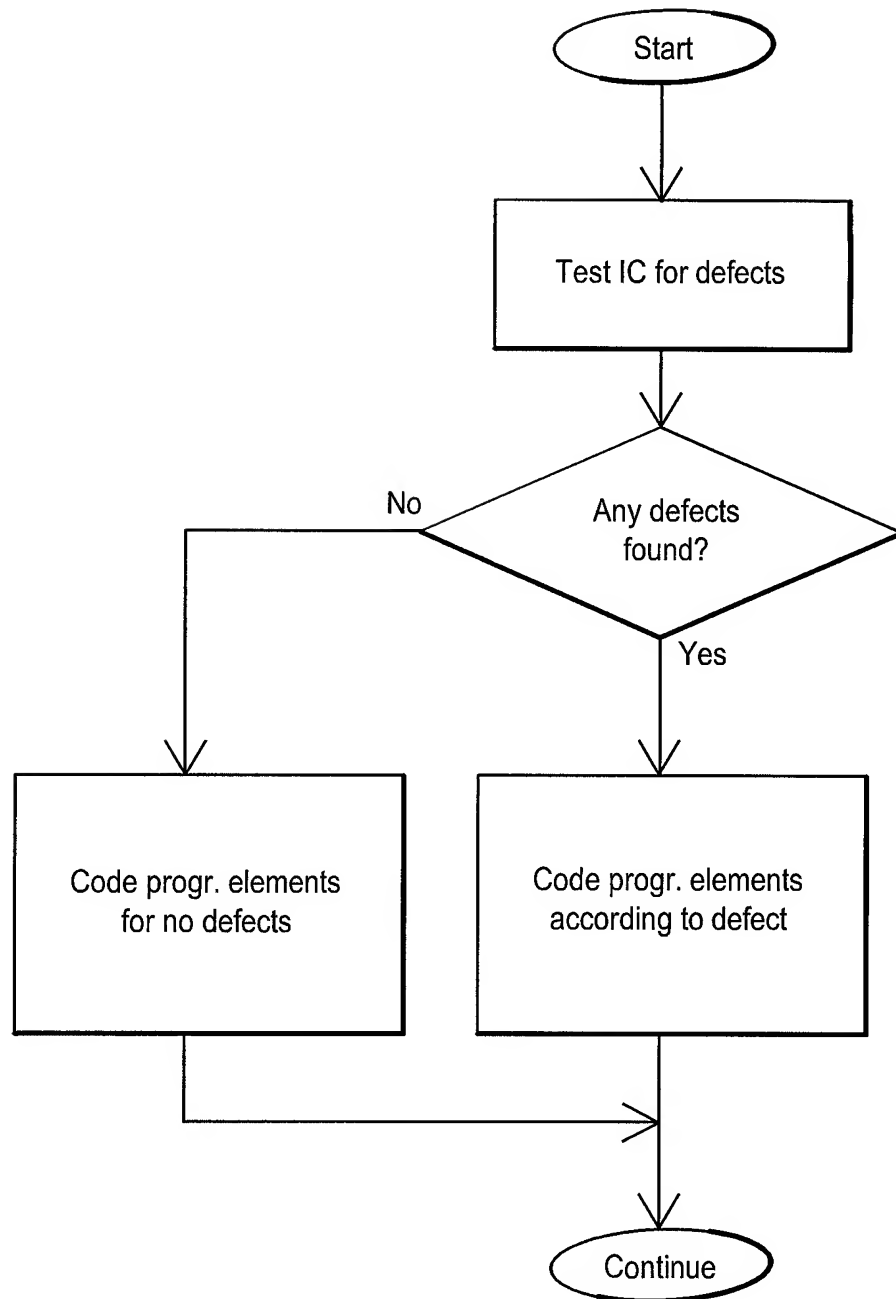 Start
Test IC for defects
Any defects
found?
No
Yes
Code progr. elements
for no defects
Code progr. elements
according to defect
Continue